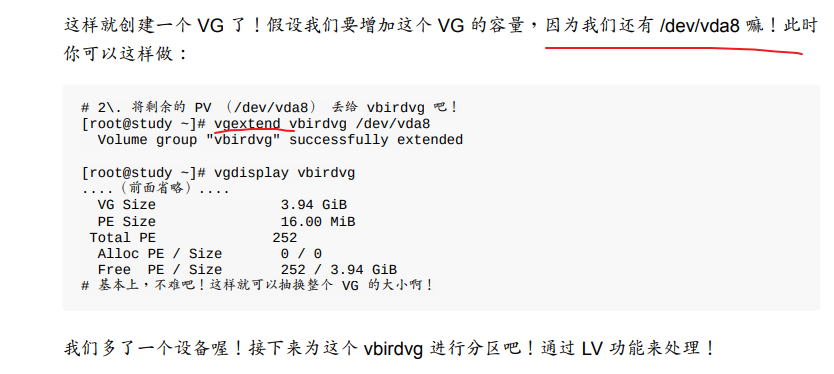 这样就创建一个 VG 了！假设我们要增加这个 VG 的容量，因为我们还有 /dev/vda8 嘛！此时
你可以这样做：
# 2\. 将剩余的 PV （/dev/vda8） 丢给 vbirdvg 吧！
[root@study ~]# vgextend vbirdvg /dev/vda8
  Volume group "vbirdvg" successfully extended
[root@study ~]# vgdisplay vbirdvg
....（前面省略）....
  VG Size               3.94 GiB
  PE Size               16.00 MiB
 Total PE              252
  Alloc PE / Size       0 / 0
  Free  PE / Size       252 / 3.94 GiB
# 基本上，不难吧！这样就可以抽换整个 VG 的大小啊！
我们多了一个设备喔！接下来为这个 vbirdvg 进行分区吧！通过 LV 功能来处理！